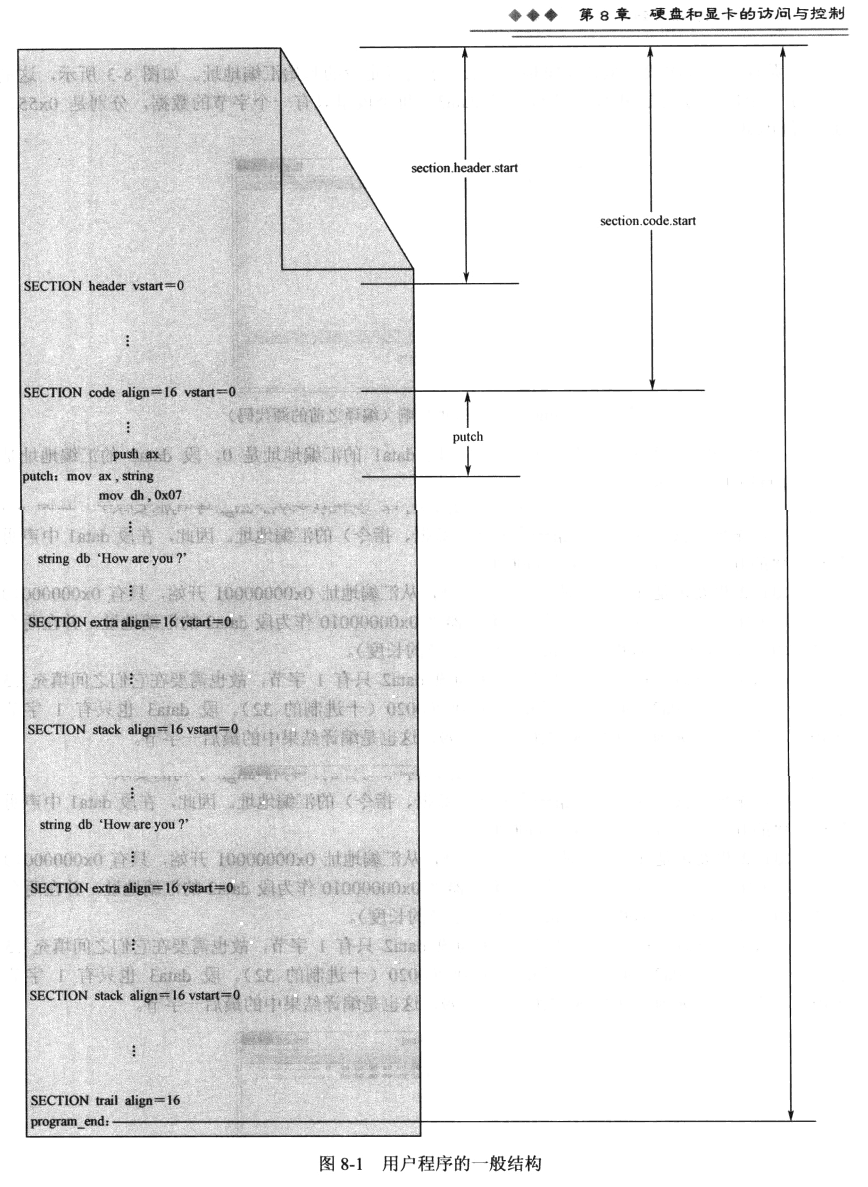 ◆◆◆ 第 8 章 硬盘和显卡的访问与控制
section.header.start
section.code.start
SECTION header vstart=0
⋮
SECTION code align=16 vstart=0
putch
⋮
push ax
putch: mov ax , string
mov dh , 0x07
⋮
string db ‘How are you ?’
⋮
SECTION extra align=16 vstart=0
⋮
SECTION stack align=16 vstart=0
⋮
string db ‘How are you ?’
⋮
SECTION extra align=16 vstart=0
⋮
SECTION stack align=16 vstart=0
⋮
SECTION trail align=16
program_end:
图 8-1 用户程序的一般结构